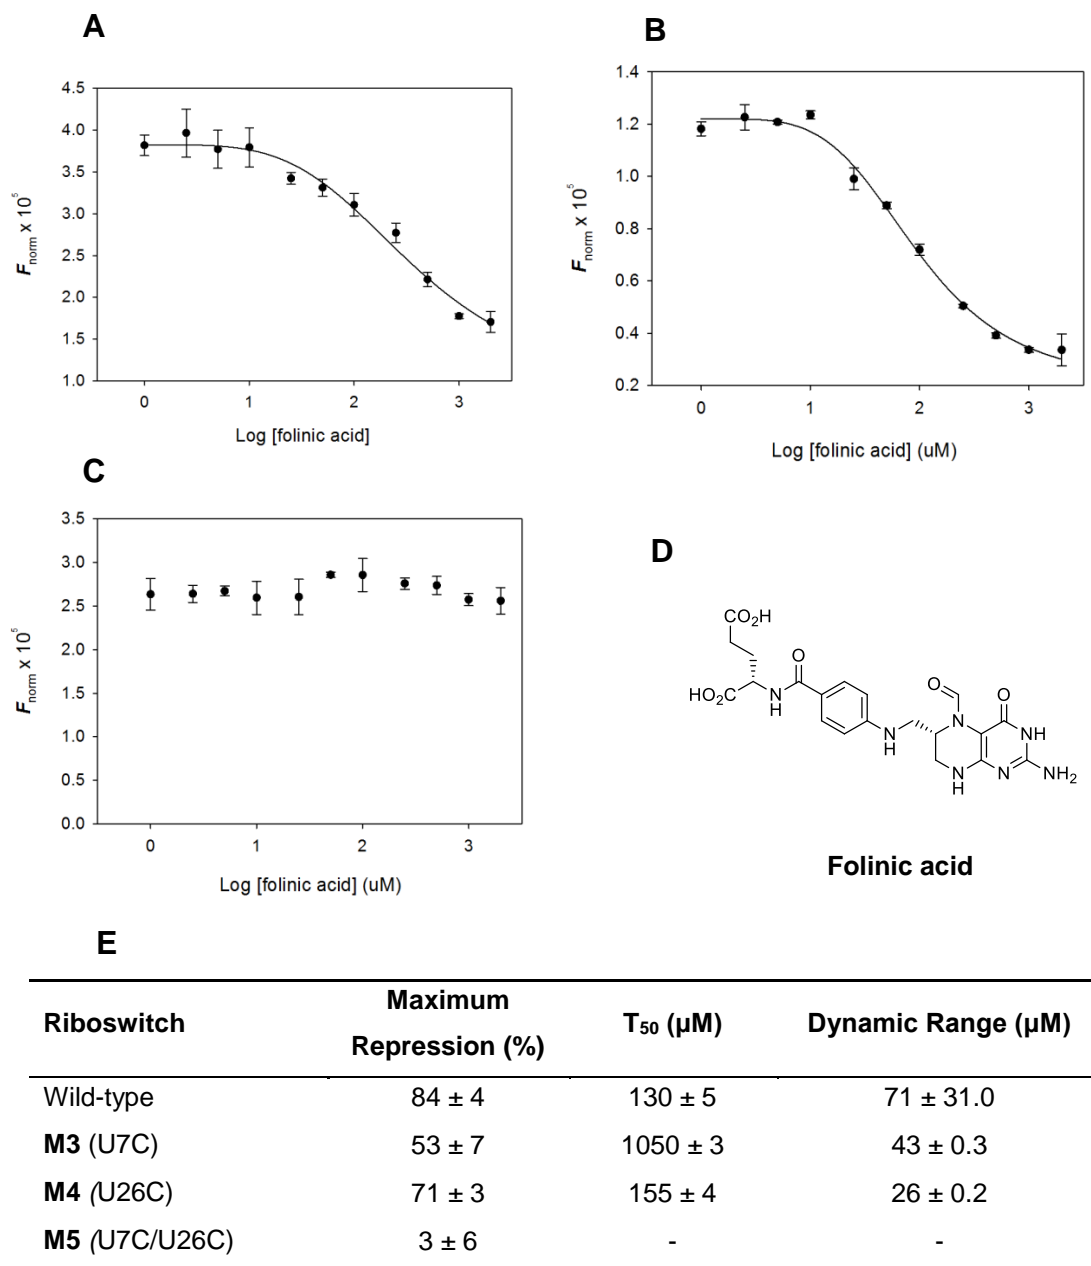 A
4.5
4.0
3.5
3.0
2.5
2.0
1.5
1.0
F norm x 10^5
0 1 2 3
Log [folinic acid]
B
1.4
1.2
1.0
0.8
0.6
0.4
0.2
F norm x 10^5
0 1 2 3
Log [folinic acid] (uM)
C
3.5
3.0
2.5
2.0
1.5
1.0
0.5
0.0
F norm x 10^5
0 1 2 3
Log [folinic acid] (uM)
D
CO2H
O
HO2C
N
H
N
H
O
N
O
NH
N
H
N
NH2
Folinic acid
E
Riboswitch Maximum Repression (%) T50 (µM) Dynamic Range (µM)
Wild-type 84 ± 4 130 ± 5 71 ± 31.0
M3 (U7C) 53 ± 7 1050 ± 3 43 ± 0.3
M4 (U26C) 71 ± 3 155 ± 4 26 ± 0.2
M5 (U7C/U26C) 3 ± 6 - -